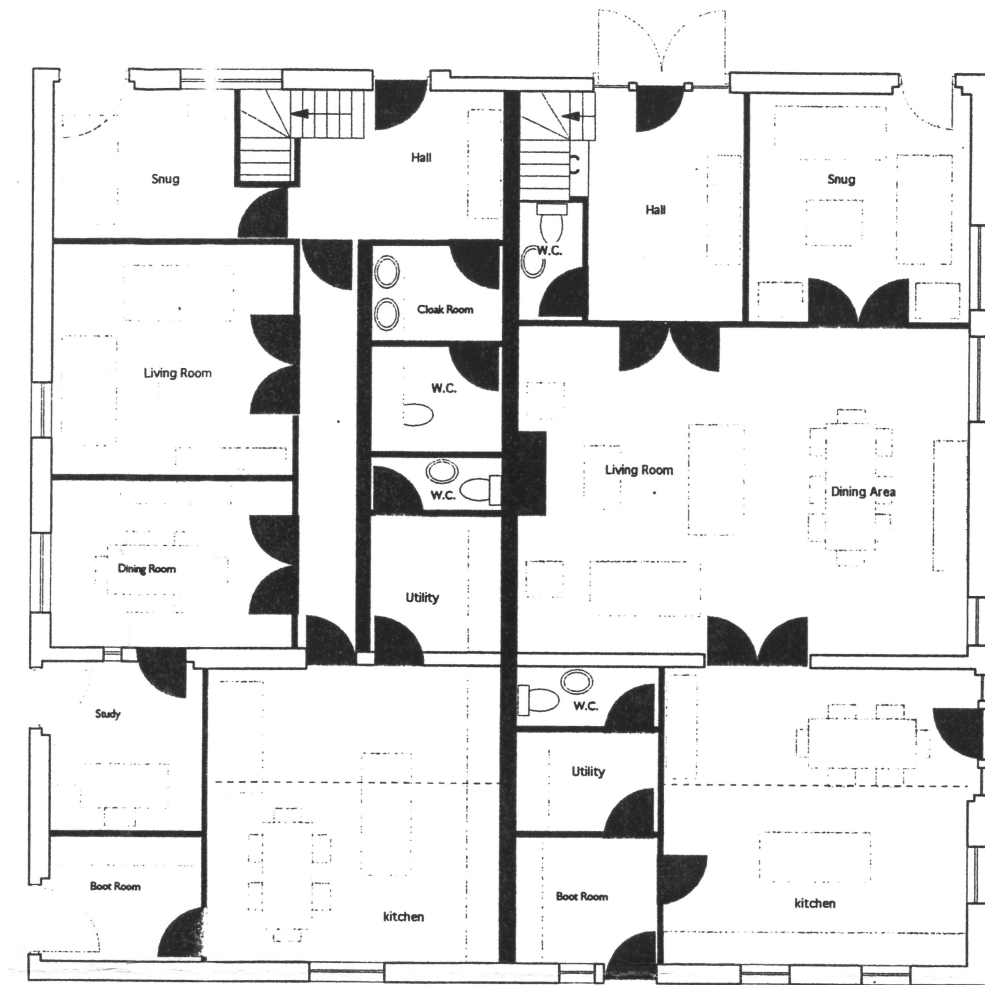 Hall
Snug
Snug
Hall
W.C.
Cloak Room
Living Room
W.C.
Living Room
Dining Area
W.C.
Dining Room
Utility
W.C.
Study
Utility
Boot Room
Boot Room
kitchen
kitchen